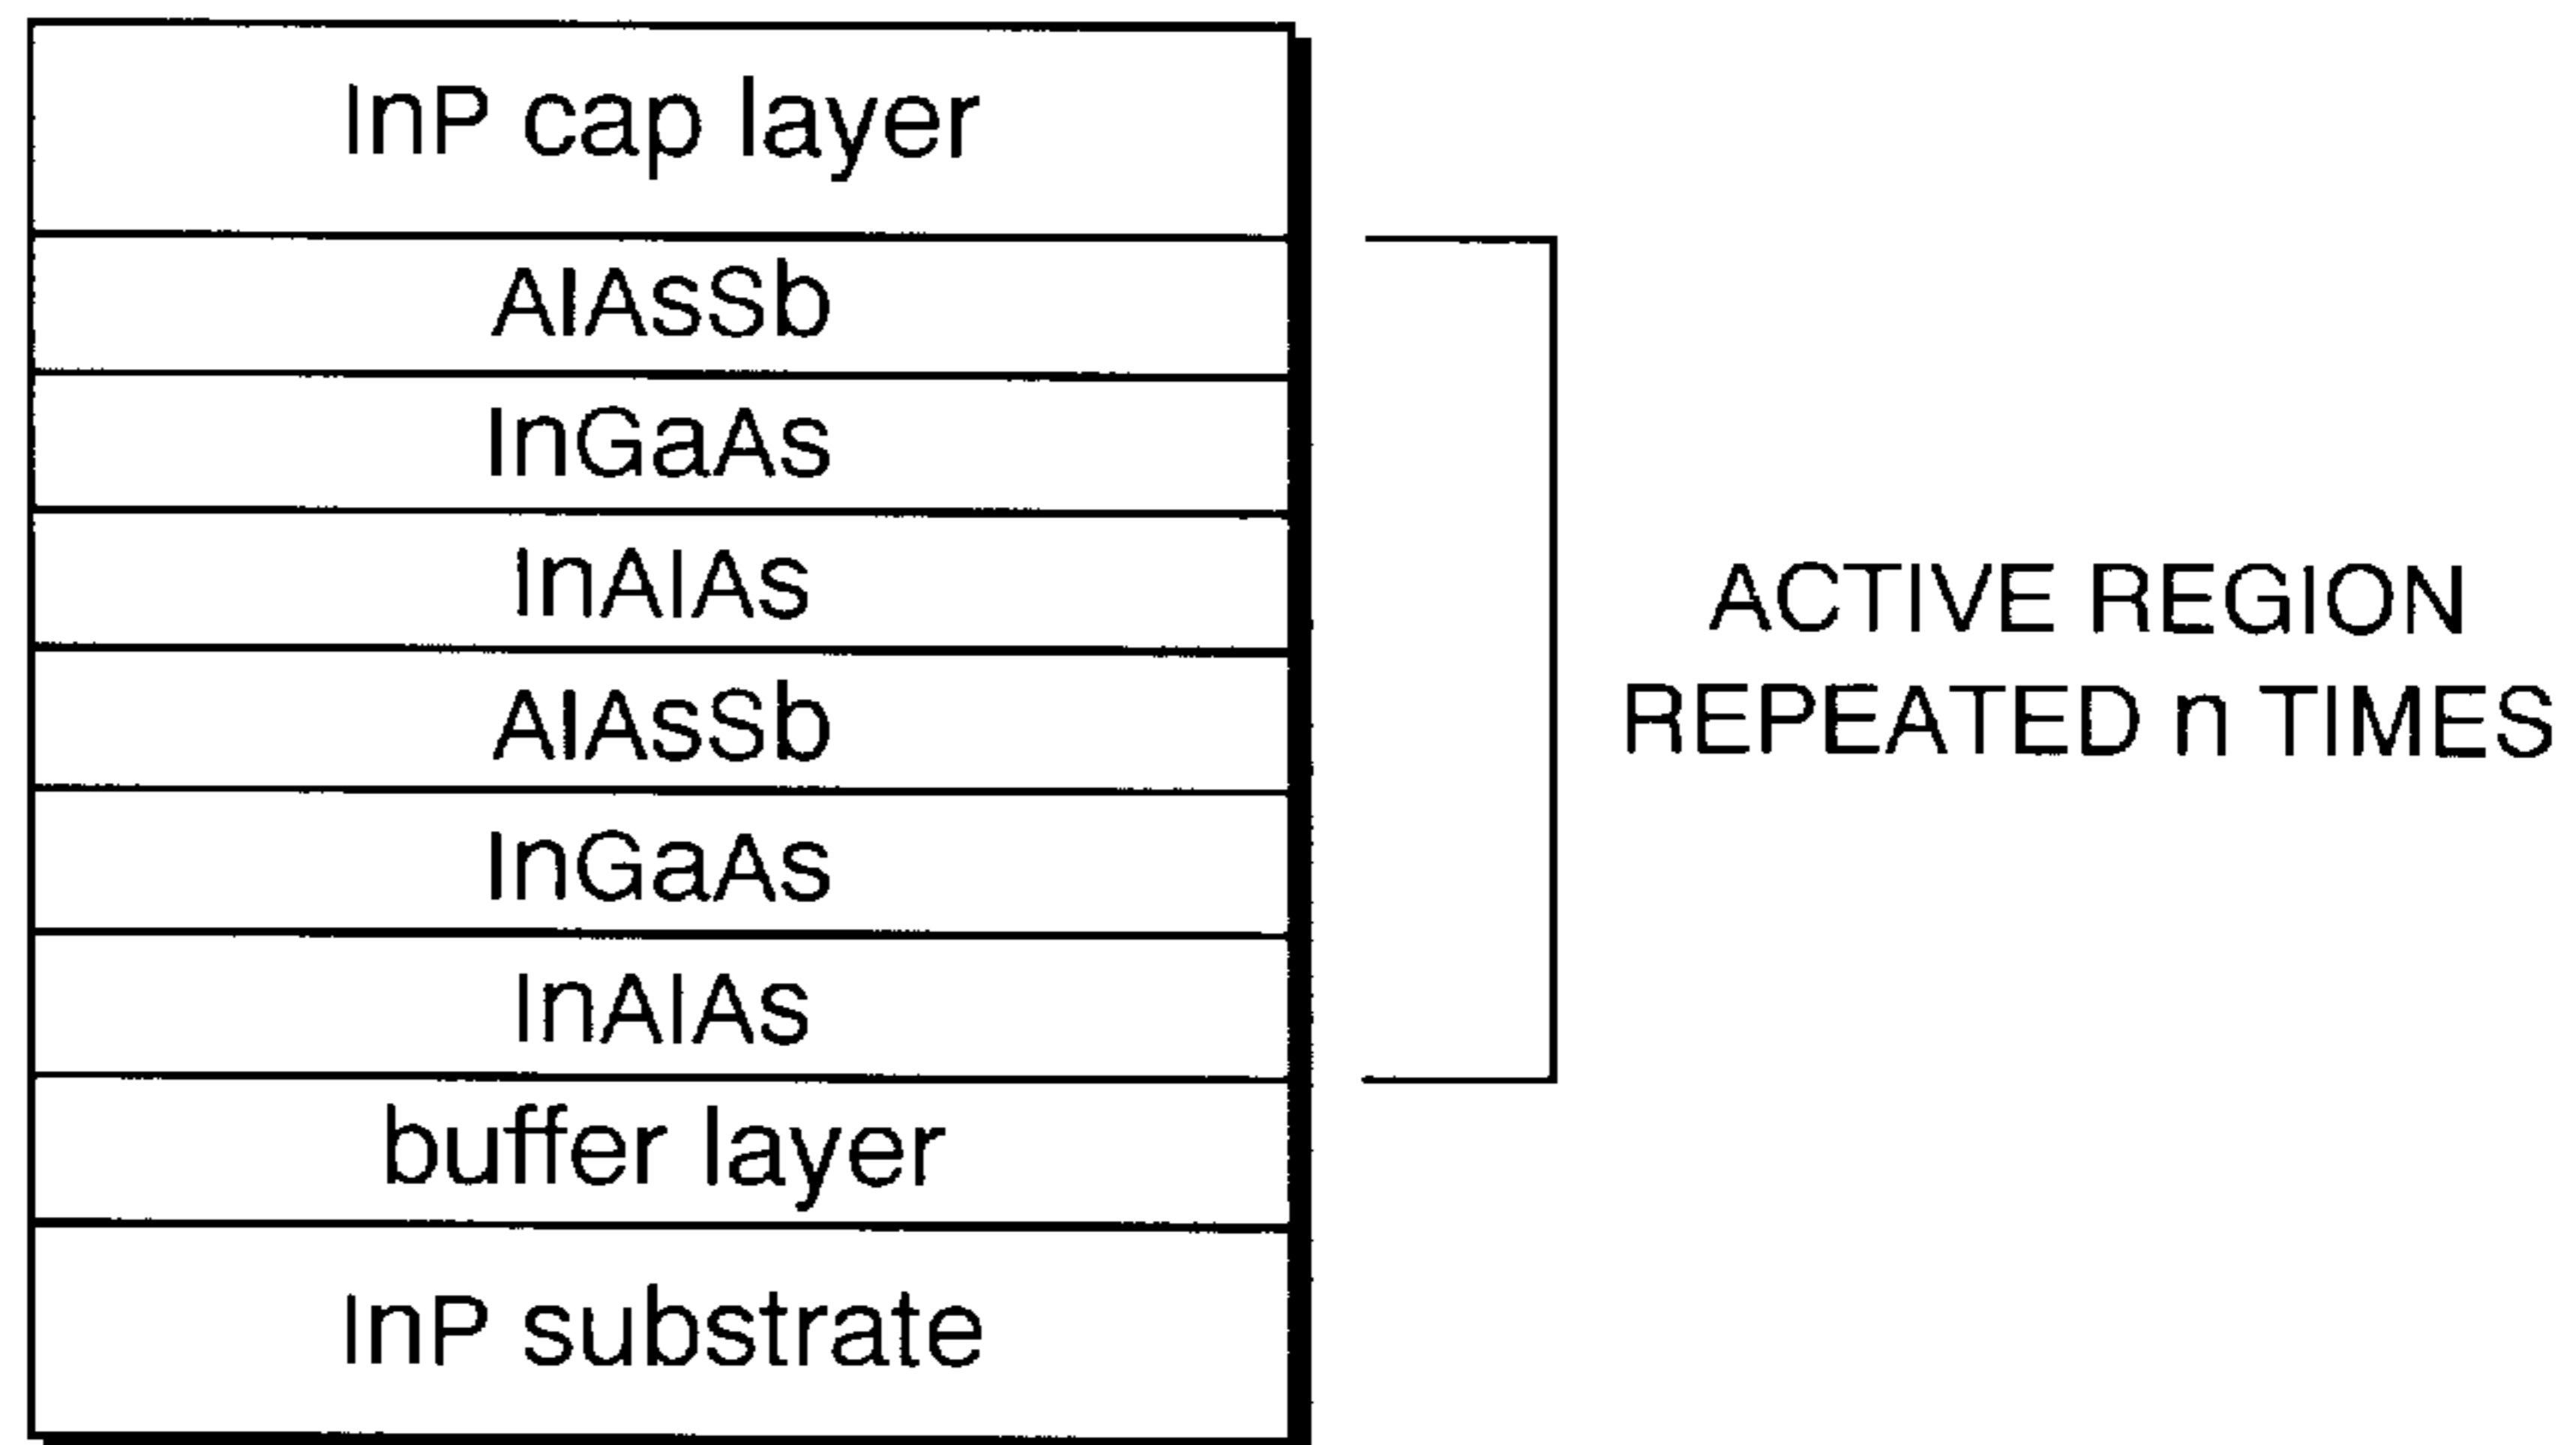 InP cap layer
AlAsSb
InGaAs
InAlAs
AlAsSb
InGaAs
InAlAs
buffer layer
InP substrate
ACTIVE REGION
REPEATED n TIMES